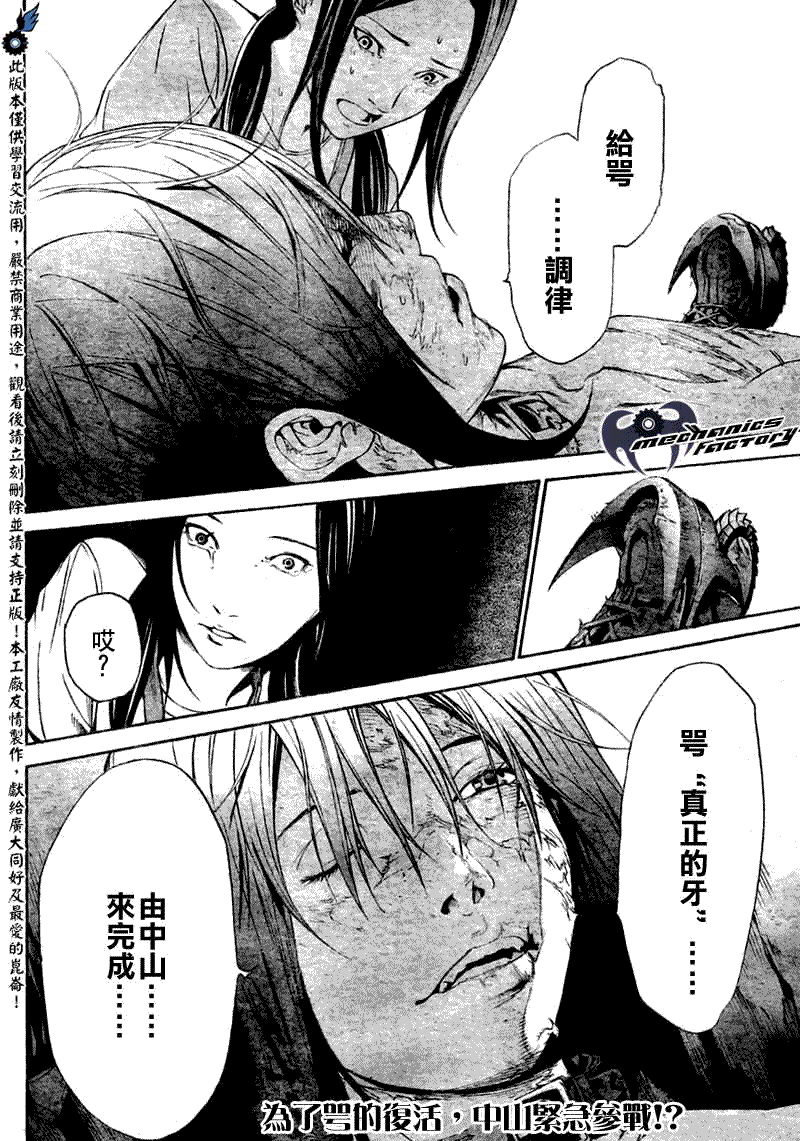 給咢
……調律
mechanics
factory
哎?
咢“真正的牙”……
由中山……
來完成……
為了咢的復活，中山緊急參戰!?
此版本僅供學習交流用，嚴禁商業用途，觀看後請立刻刪除並請支持正版！本工廠友情製作，獻給廣大同好及最愛的崑崙！